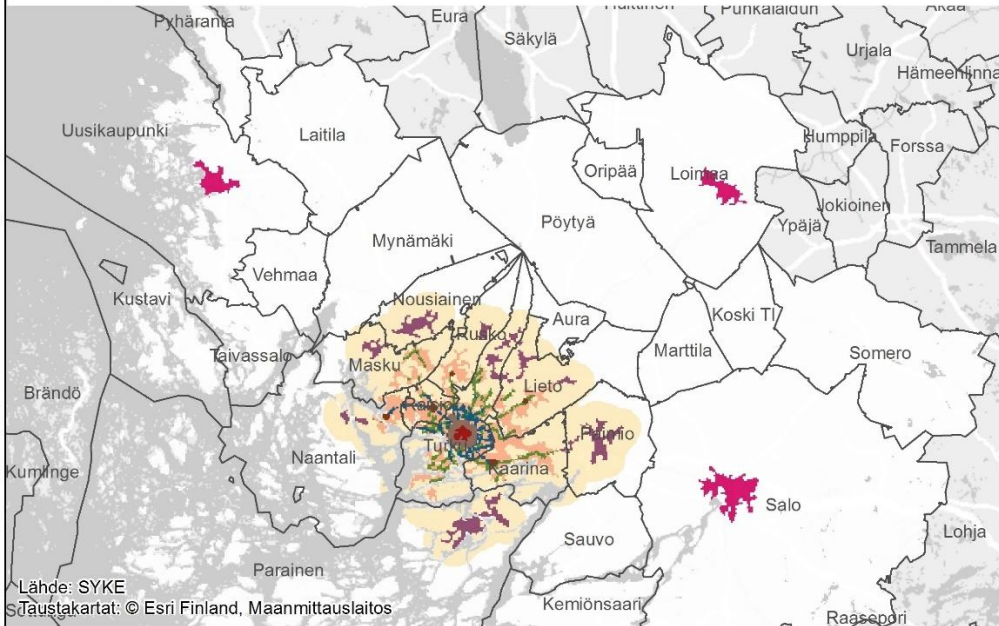 Pyhäranta
Eura
Säkylä
Urjala
Hämeenlinna
Uusikaupunki
Laitila
Oripää
Loimaa
Humppila
Forssa
Jokioinen
Ypäjä
Mynämäki
Pöytyä
Vehmaa
Tammela
Kustavi
Nousiainen
Aura
Koski Tl
Rusko
Marttila
Taivassalo
Masku
Lieto
Somero
Brändö
Raisio
Turku
Paimio
Kaarina
Naantali
Kumlinge
Salo
Sauvo
Lohja
Parainen
Lähde: SYKE
Taustakartat: © Esri Finland, Maanmittauslaitos
Kemiönsaari
Raasepori